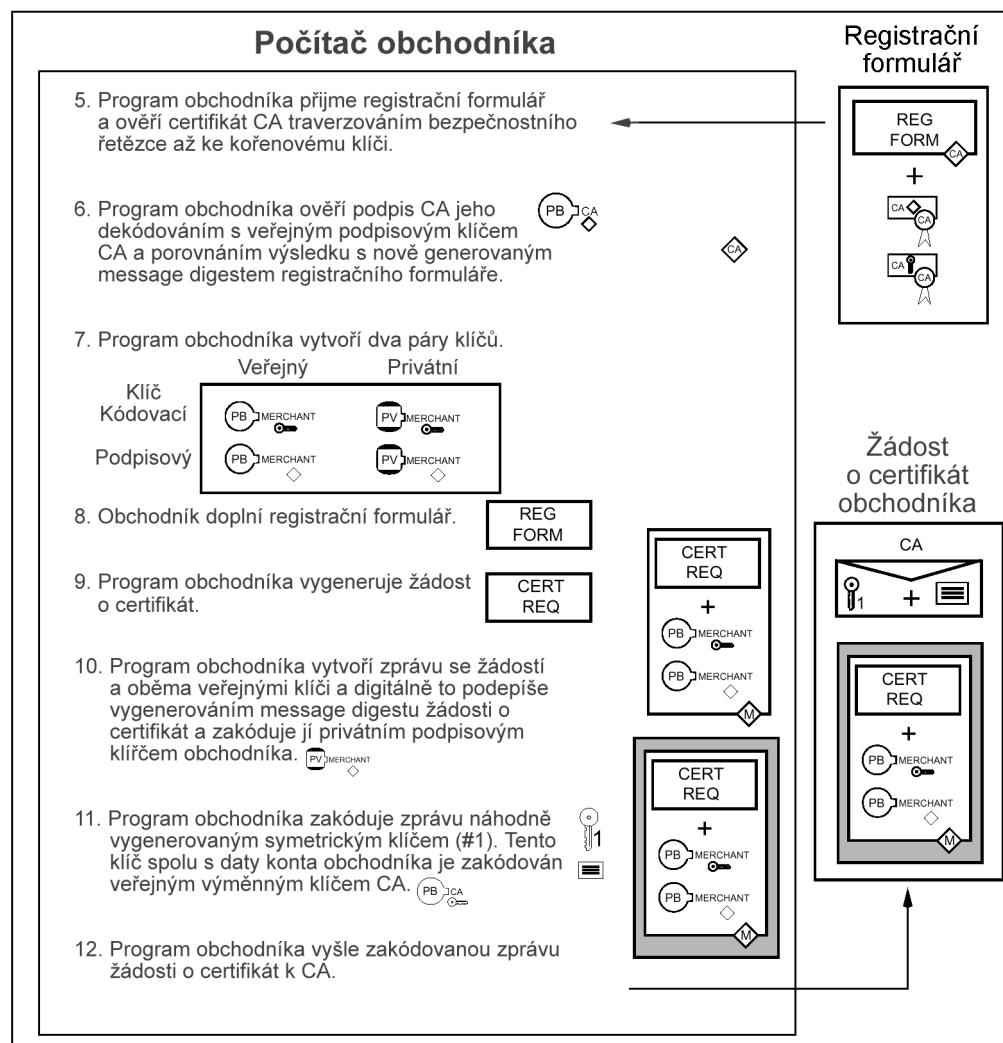 Počítač obchodníka
Registrační
formulář
5. Program obchodníka přijme registrační formulář
a ověří certifikát CA traverzováním bezpečnostního
řetězce až ke kořenovému klíči.
REG
FORM
CA
+
CA
CA
CA
CA
6. Program obchodníka ověří podpis CA jeho
dekódováním s veřejným podpisovým klíčem
CA a porovnáním výsledku s nově generovaným
message digestem registračního formuláře.
PB CA
CA
7. Program obchodníka vytvoří dva páry klíčů.
Veřejný Privátní
Klíč
Kódovací
PB MERCHANT PV MERCHANT
Podpisový PB MERCHANT PV MERCHANT
8. Obchodník doplní registrační formulář.
REG
FORM
9. Program obchodníka vygeneruje žádost
o certifikát.
CERT
REQ
CERT
REQ
+
PB MERCHANT
PB MERCHANT
M
10. Program obchodníka vytvoří zprávu se žádostí
a oběma veřejnými klíči a digitálně to podepíše
vygenerováním message digestu žádosti o
certifikát a zakóduje jí privátním podpisovým
klířčem obchodníka. PV MERCHANT
11. Program obchodníka zakóduje zprávu náhodně
vygenerovaným symetrickým klíčem (#1). Tento
klíč spolu s daty konta obchodníka je zakódován
veřejným výměnným klíčem CA. PB CA
1
CERT
REQ
+
PB MERCHANT
PB MERCHANT
M
12. Program obchodníka vyšle zakódovanou zprávu
žádosti o certifikát k CA.
Žádost
o certifikát
obchodníka
CA
1 +
CERT
REQ
+
PB MERCHANT
PB MERCHANT
M